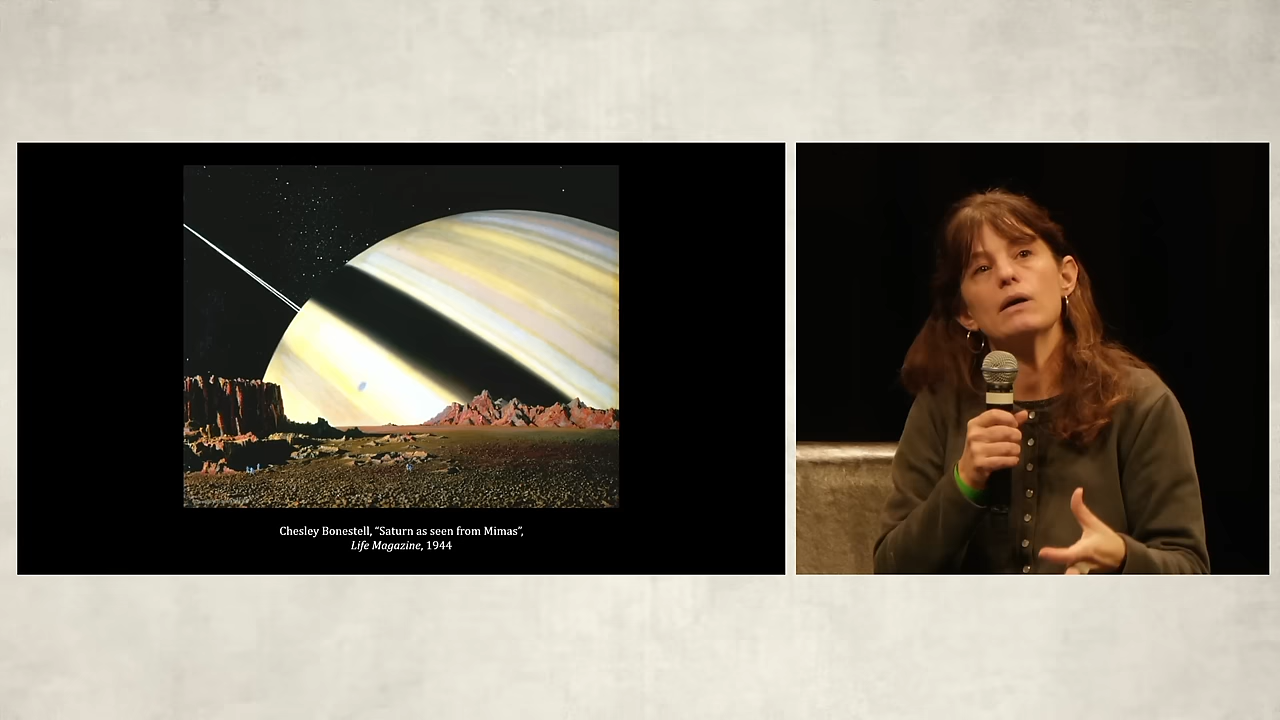 Chesley Bonestell, “Saturn as seen from Mimas”,
Life Magazine, 1944